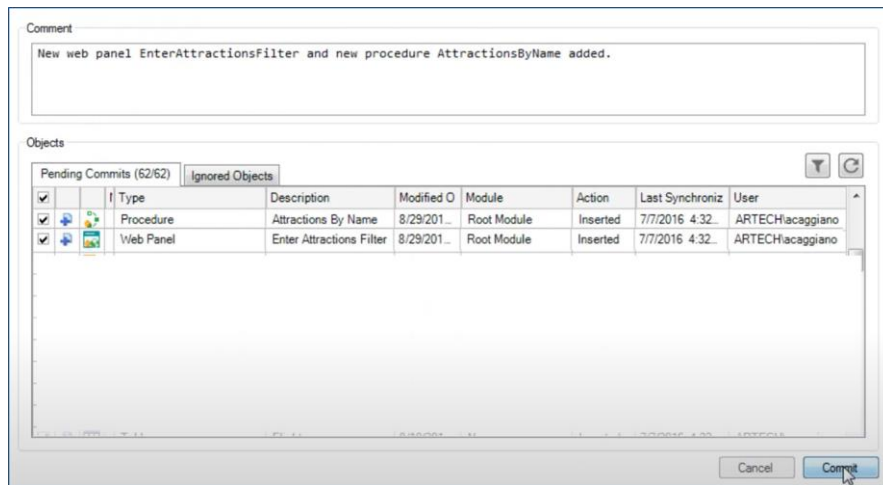 Comment
New web panel EnterAttractionsFilter and new procedure AttractionsByName added.
Objects
Pending Commits (62/62) Ignored Objects
Type Description Modified O Module Action Last Synchroniz User
Procedure Attractions By Name 8/29/201... Root Module Inserted 7/7/2016 4:32... ARTECH\acaggiano
Web Panel Enter Attractions Filter 8/29/201... Root Module Inserted 7/7/2016 4:32... ARTECH\acaggiano
Cancel Commit